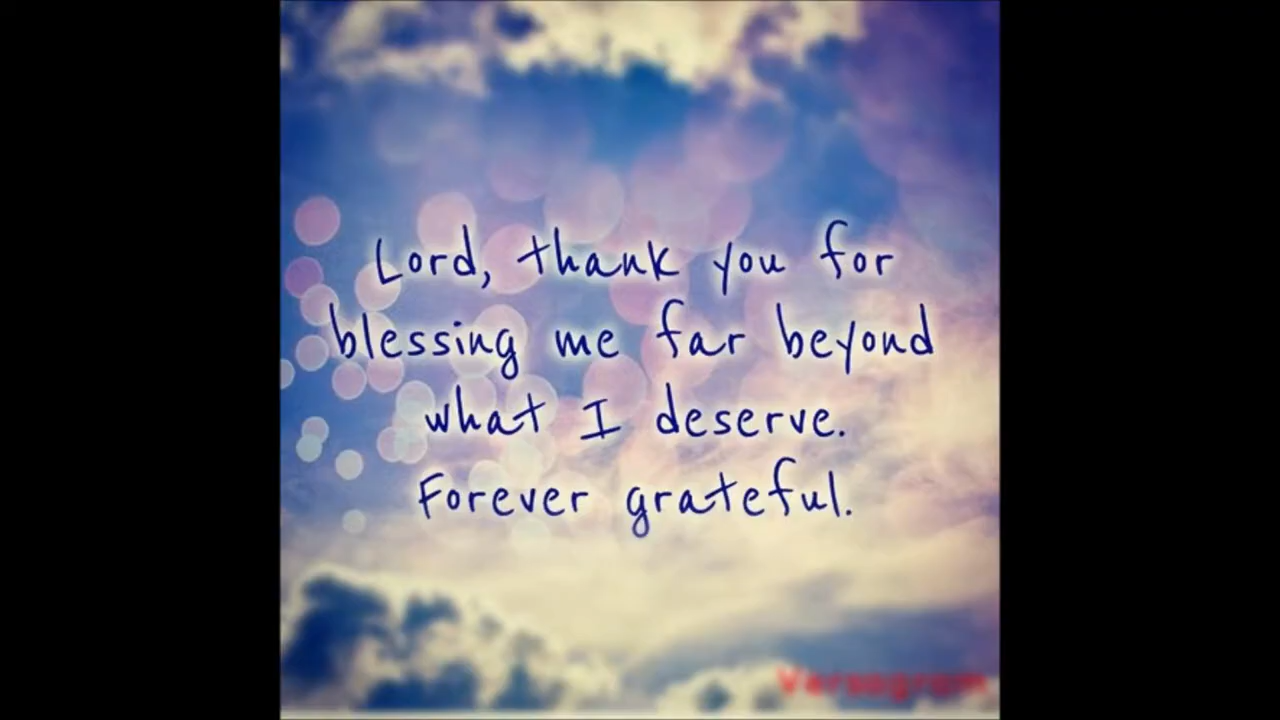 Lord, thank you for
blessing me far beyond
what I deserve.
Forever grateful.
Versagram